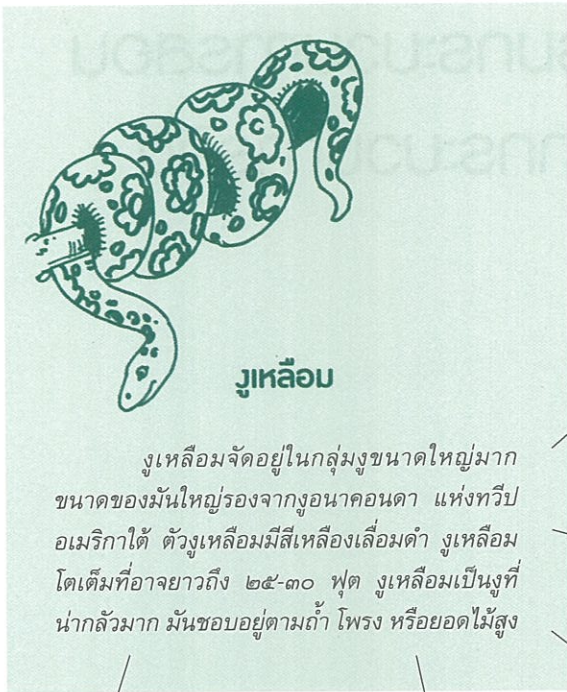 งูเหลือม
งูเหลือมจัดอยู่ในกลุ่มงูขนาดใหญ่มาก
ขนาดของมันใหญ่รองจากงูอนาคอนดา แห่งทวีป
อเมริกาใต้ ตัวงูเหลือมมีสีเหลืองเลื่อมดำ งูเหลือม
โตเต็มที่อาจยาวถึง ๒๕-๓๐ ฟุต งูเหลือมเป็นงูที่
น่ากลัวมาก มันชอบอยู่ตามถ้ำ โพรง หรือยอดไม้สูง